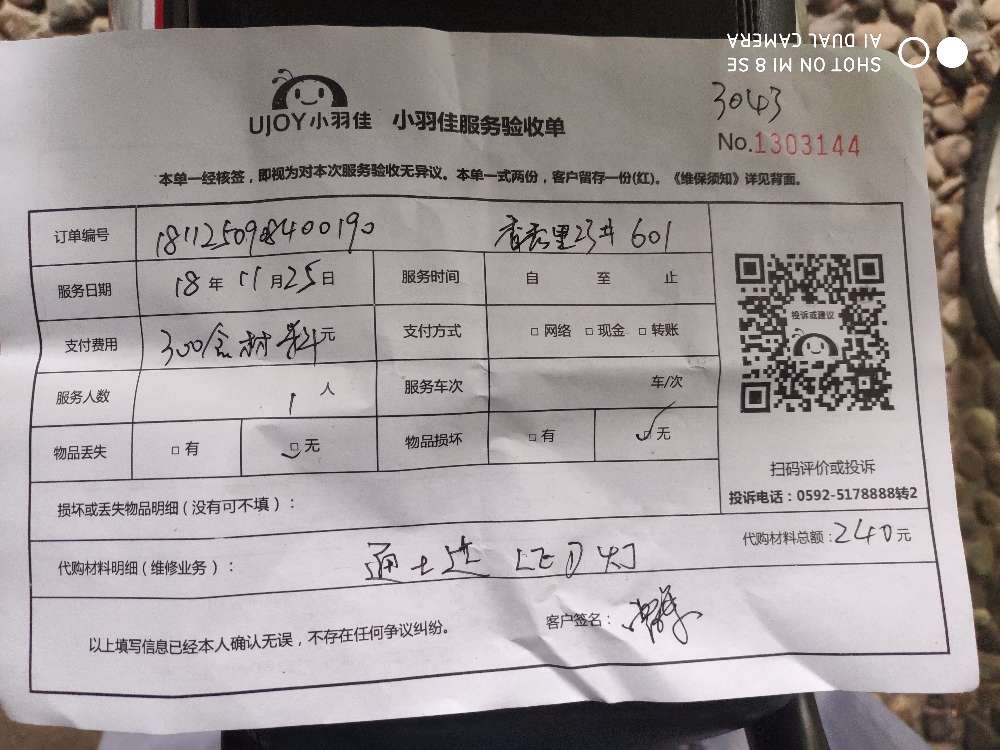 SHOT ON MI 8 SE
AI DUAL CAMERA
UJOY小羽佳 小羽佳服务验收单
3043
No.1303144
本单一经核签，即视为对本次服务验收无异议。本单一式两份，客户留存一份(红)。《维保须知》详见背面。
订单编号 181125098400190 香秀里23# 601
服务日期 18年11月25日 服务时间 自 至 止
支付费用 300/含材料元 支付方式 □网络 □现金 □转账
服务人数 1人 服务车次 车/次
物品丢失 □有 □无 物品损坏 □有 □无
投诉或建议
扫码评价或投诉
投诉电话：0592-5178888转2
损坏或丢失物品明细（没有可不填）：
代购材料明细（维修业务）： 通士达 LED灯 代购材料总额：240元
以上填写信息已经本人确认无误，不存在任何争议纠纷。 客户签名：